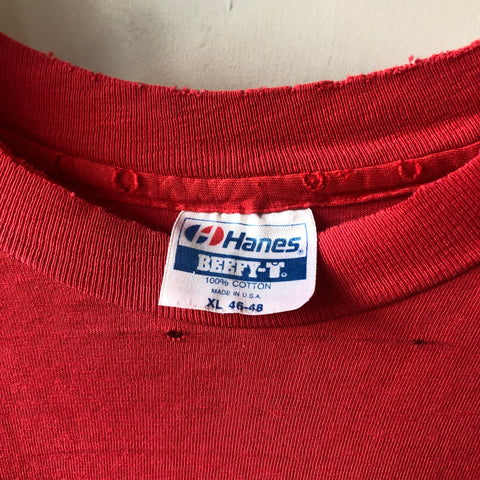 Hanes
BEEFY-T®
100% COTTON
MADE IN U.S.A.
XL 46-48